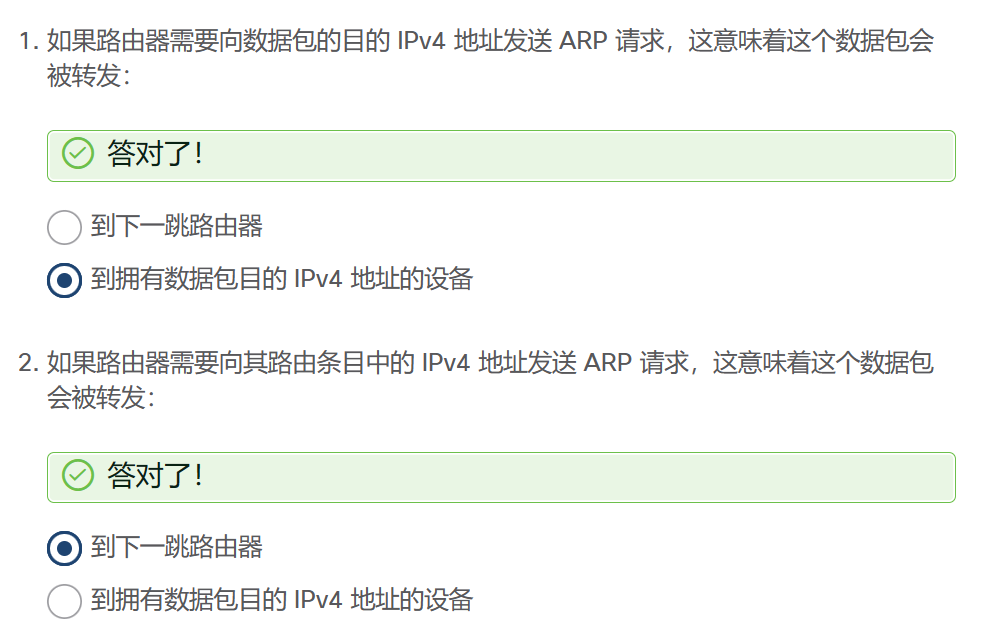 1. 如果路由器需要向数据包的目的 IPv4 地址发送 ARP 请求，这意味着这个数据包会
被转发：
答对了！
到下一跳路由器
到拥有数据包目的 IPv4 地址的设备
2. 如果路由器需要向其路由条目中的 IPv4 地址发送 ARP 请求，这意味着这个数据包
会被转发：
答对了！
到下一跳路由器
到拥有数据包目的 IPv4 地址的设备